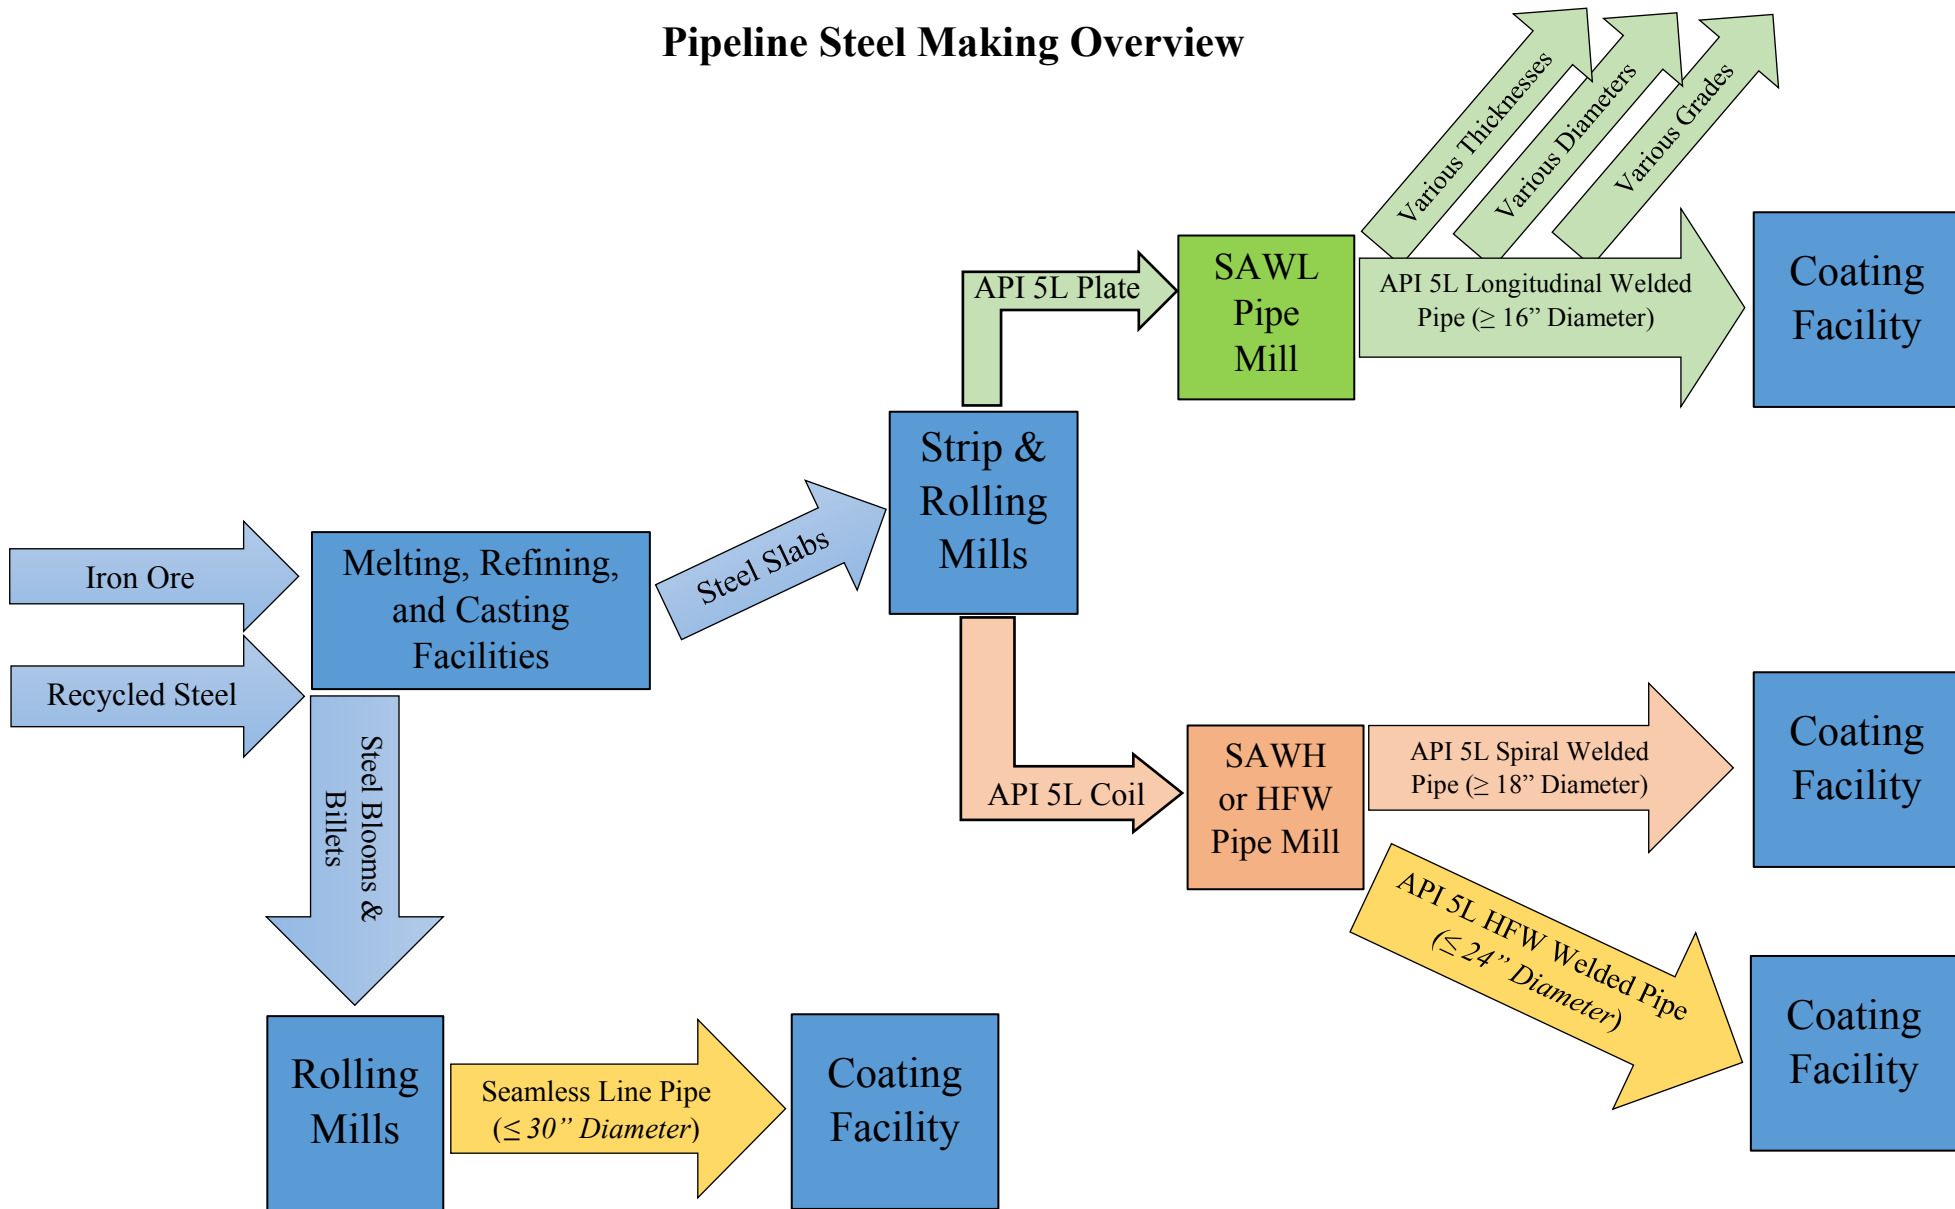 Pipeline Steel Making Overview
Various Thicknesses
Various Diameters
Various Grades
API 5L Plate
SAWL
Pipe
Mill
API 5L Longitudinal Welded
Pipe (≥ 16” Diameter)
Coating
Facility
Strip &
Rolling
Mills
Iron Ore
Recycled Steel
Melting, Refining,
and Casting
Facilities
Steel Slabs
API 5L Coil
SAWH
or HFW
Pipe Mill
API 5L Spiral Welded
Pipe (≥ 18” Diameter)
Coating
Facility
API 5L HFW Welded Pipe
(≤ 24” Diameter)
Coating
Facility
Steel Blooms &
Billets
Rolling
Mills
Seamless Line Pipe
(≤ 30” Diameter)
Coating
Facility